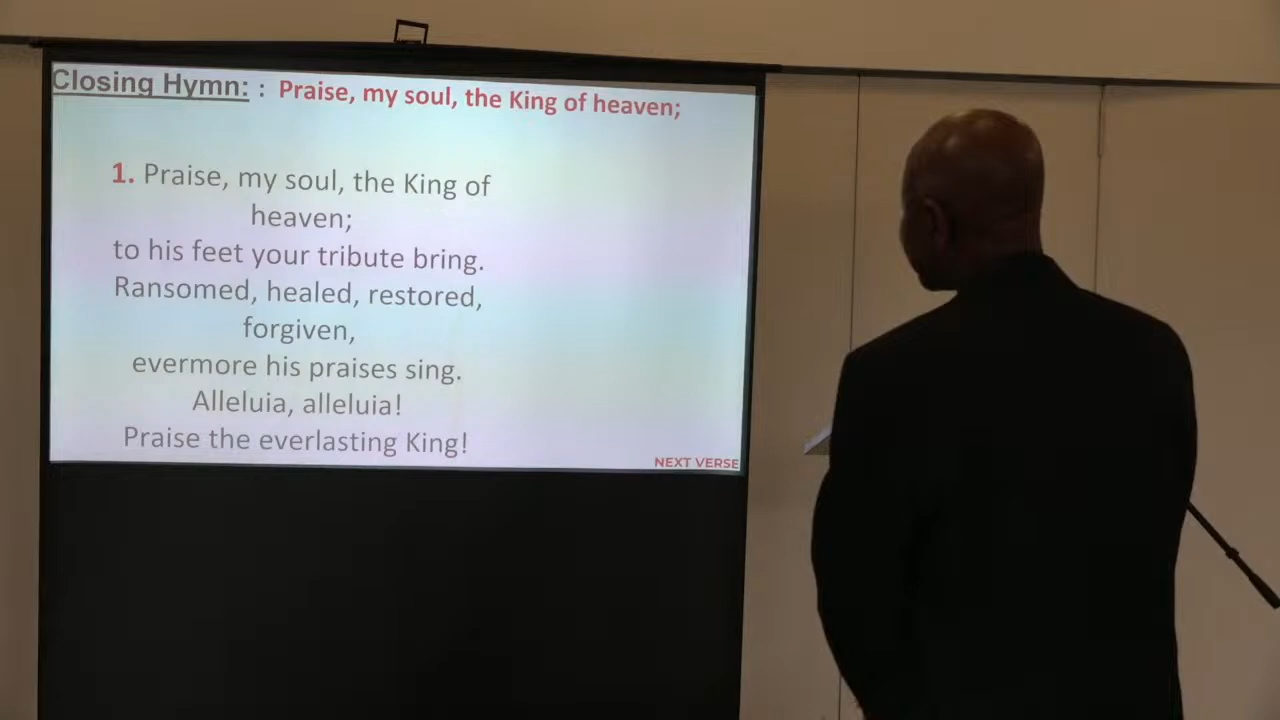 Closing Hymn: : Praise, my soul, the King of heaven;
1. Praise, my soul, the King of
heaven;
to his feet your tribute bring.
Ransomed, healed, restored,
forgiven,
evermore his praises sing.
Alleluia, alleluia!
Praise the everlasting King!
NEXT VERSE